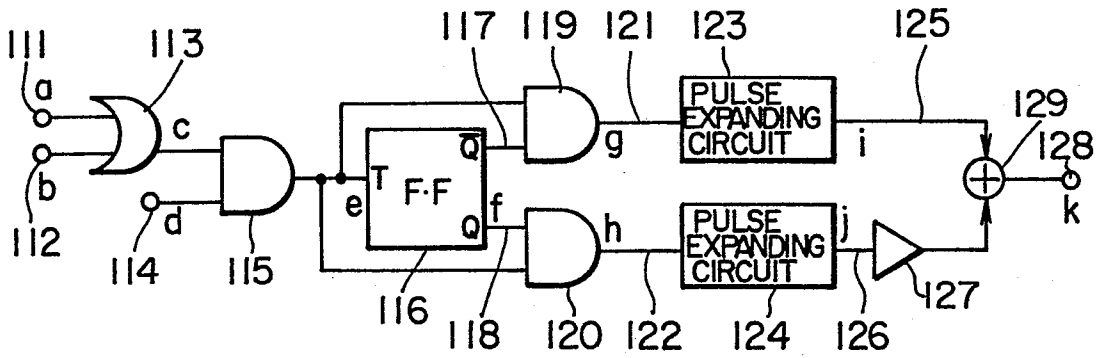 111
113
117
119
121
123
125
a
b
c
d
112
114
115
e
T
F·F
Q̅
Q
f
116
118
g
h
120
121
PULSE
EXPANDING
CIRCUIT
i
PULSE
EXPANDING
CIRCUIT
j
122
124
126
127
129
128
k